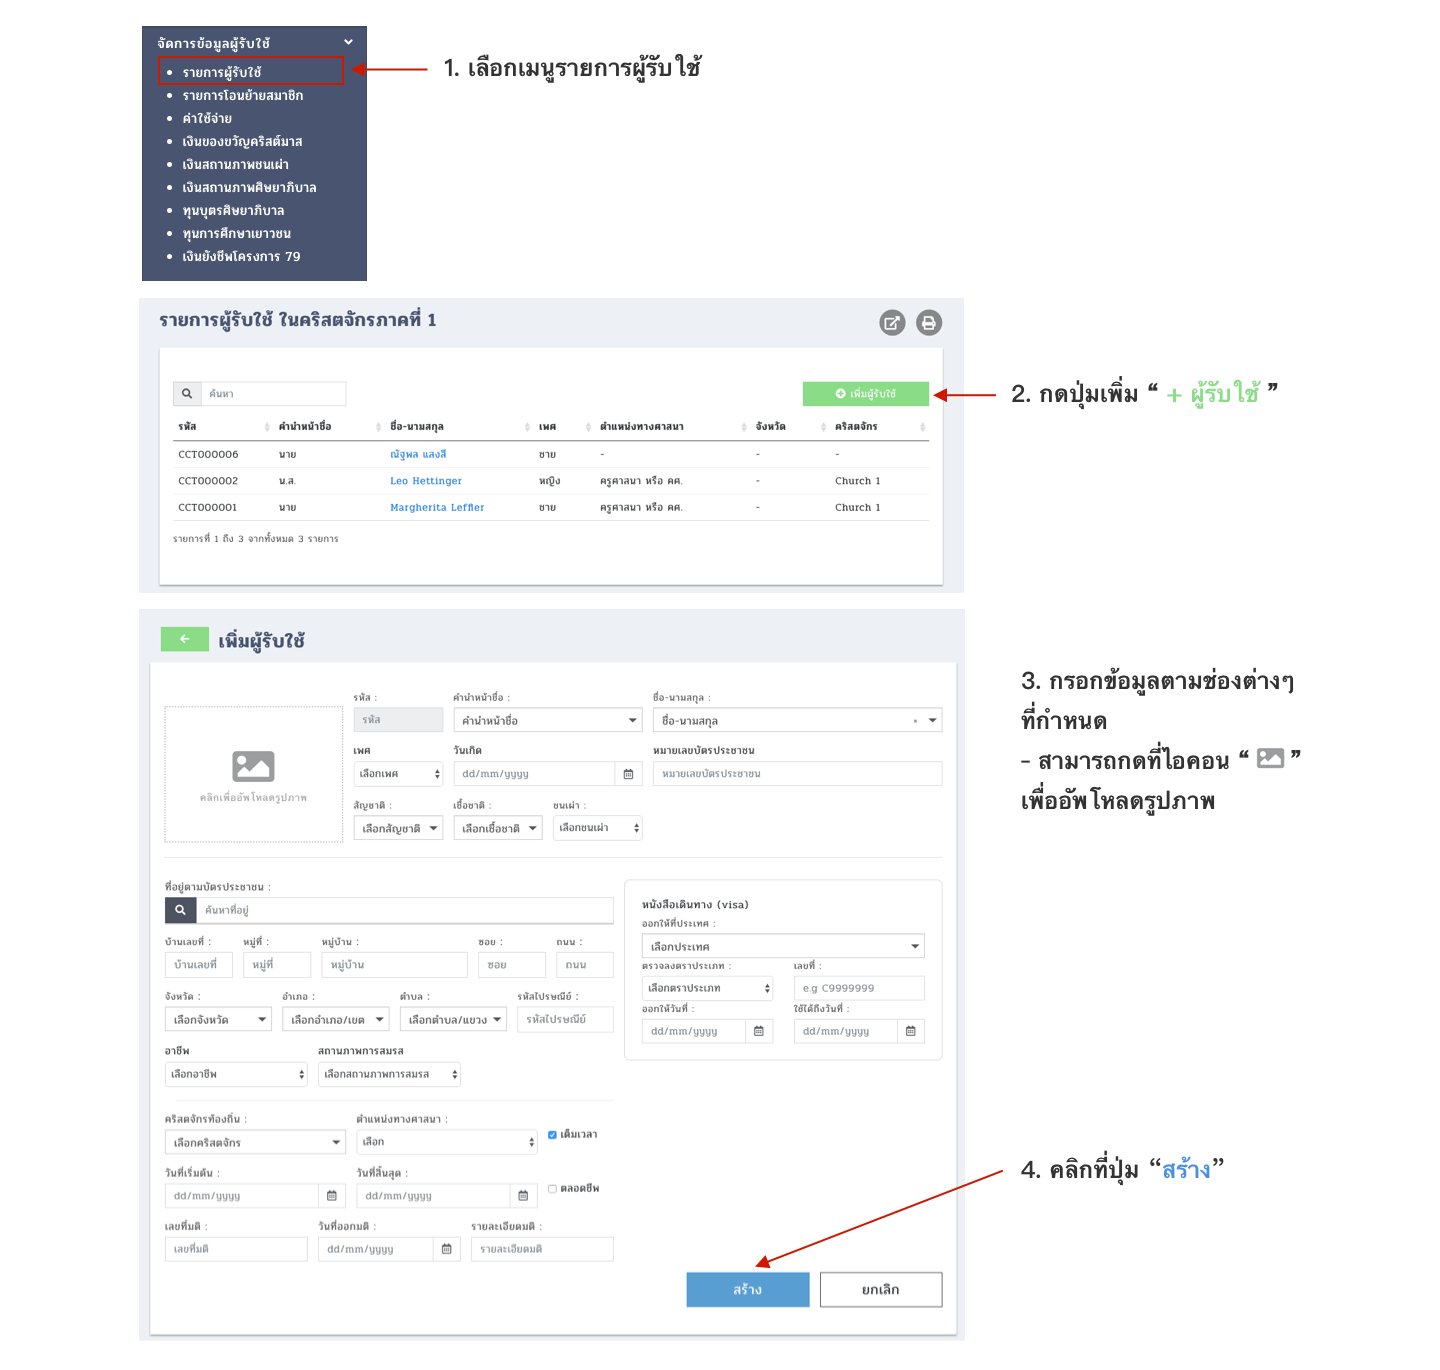 จัดการข้อมูลผู้รับใช้
รายการผู้รับใช้
รายการโอนย้ายสมาชิก
ค่าใช้จ่าย
เงินของขวัญคริสต์มาส
เงินสถานภาพชนเผ่า
เงินสถานภาพศิษยาภิบาล
ทุนบุตรศิษยาภิบาล
ทุนการศึกษาเยาวชน
เงินยังชีพโครงการ 79
1. เลือกเมนูรายการผู้รับใช้
รายการผู้รับใช้ ในคริสตจักรภาคที่ 1
ค้นหา
เพิ่มผู้รับใช้
2. กดปุ่มเพิ่ม “ + ผู้รับใช้ ”
รหัส คำนำหน้าชื่อ ชื่อ-นามสกุล เพศ ตำแหน่งทางศาสนา จังหวัด คริสตจักร
CCT000006 นาย ณัฐพล แสงสี ชาย - - -
CCT000002 น.ส. Leo Hettinger หญิง ครูศาสนา หรือ คศ. - Church 1
CCT000001 นาย Margherita Leffler ชาย ครูศาสนา หรือ คศ. - Church 1
รายการที่ 1 ถึง 3 จากทั้งหมด 3 รายการ
เพิ่มผู้รับใช้
3. กรอกข้อมูลตามช่องต่างๆ
ที่กำหนด
- สามารถกดที่ไอคอน “ ”
เพื่ออัพโหลดรูปภาพ
คลิกเพื่ออัพโหลดรูปภาพ
รหัส : คำนำหน้าชื่อ : ชื่อ-นามสกุล :
รหัส คำนำหน้าชื่อ ชื่อ-นามสกุล ×
เพศ วันเกิด หมายเลขบัตรประชาชน
เลือกเพศ dd/mm/yyyy หมายเลขบัตรประชาชน
สัญชาติ : เชื้อชาติ : ชนเผ่า :
เลือกสัญชาติ เลือกเชื้อชาติ เลือกชนเผ่า
ที่อยู่ตามบัตรประชาชน :
ค้นหาที่อยู่
บ้านเลขที่ : หมู่ที่ : หมู่บ้าน : ซอย : ถนน :
บ้านเลขที่ หมู่ที่ หมู่บ้าน ซอย ถนน
จังหวัด : อำเภอ : ตำบล : รหัสไปรษณีย์ :
เลือกจังหวัด เลือกอำเภอ/เขต เลือกตำบล/แขวง รหัสไปรษณีย์
อาชีพ สถานภาพการสมรส
เลือกอาชีพ เลือกสถานภาพการสมรส
หนังสือเดินทาง (visa)
ออกให้ที่ประเทศ :
เลือกประเทศ
ตรวจลงตราประเภท : เลขที่ :
เลือกตราประเภท e.g C9999999
ออกให้วันที่ : ใช้ได้ถึงวันที่ :
dd/mm/yyyy dd/mm/yyyy
คริสตจักรท้องถิ่น : ตำแหน่งทางศาสนา :
เลือกคริสตจักร เลือก เต็มเวลา
วันที่เริ่มต้น : วันที่สิ้นสุด :
dd/mm/yyyy dd/mm/yyyy ตลอดชีพ
เลขที่มติ : วันที่ออกมติ : รายละเอียดมติ :
เลขที่มติ dd/mm/yyyy รายละเอียดมติ
4. คลิกที่ปุ่ม “สร้าง”
สร้าง ยกเลิก